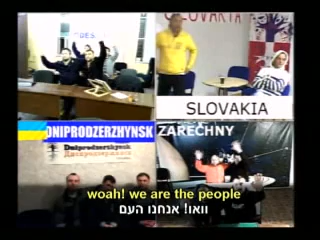 SLOVAKIA
SLOVAKIA
DNIPRODZERZHYNSK
ZARECHNY
Dniprodzerzhynsk
woah! we are the people
וואו! אנחנו העם